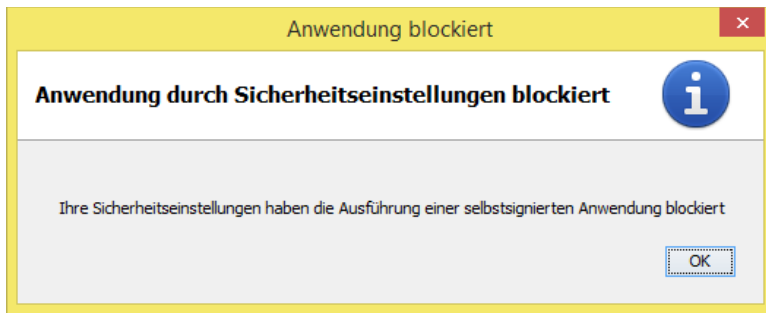 Anwendung blockiert
Anwendung durch Sicherheitseinstellungen blockiert
Ihre Sicherheitseinstellungen haben die Ausführung einer selbstsignierten Anwendung blockiert
OK